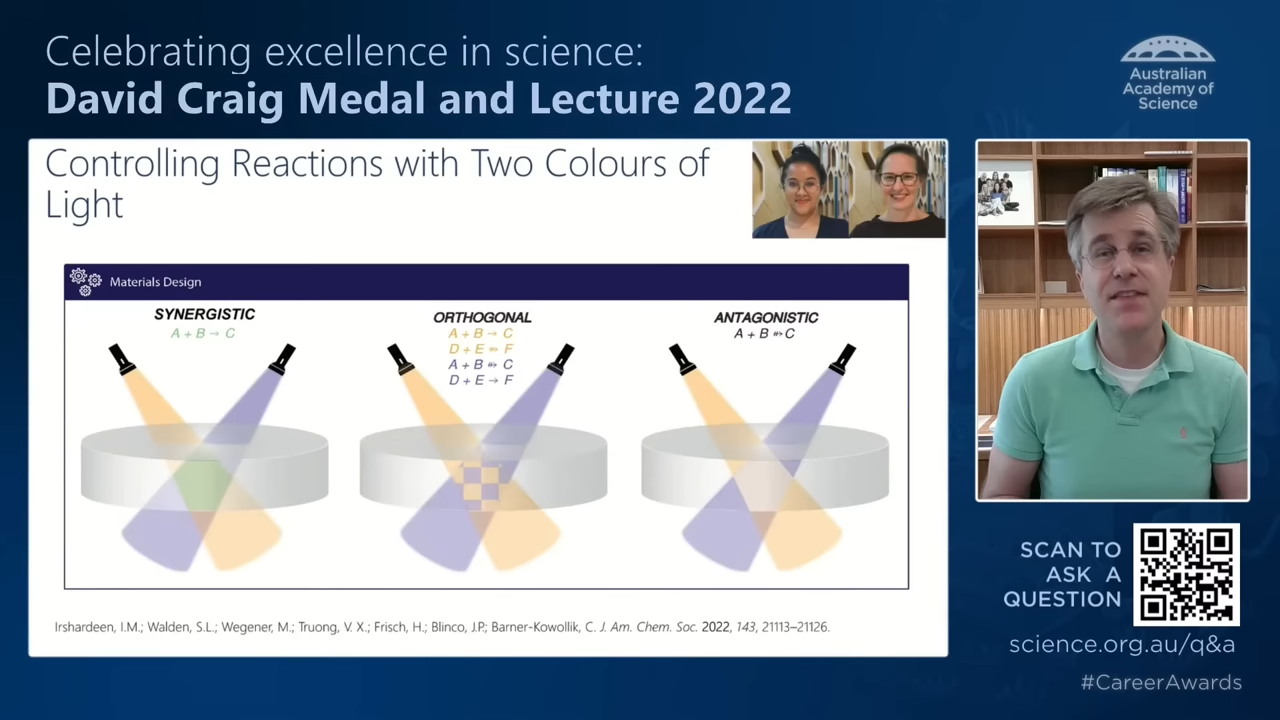 Celebrating excellence in science:
David Craig Medal and Lecture 2022
Australian
Academy of
Science
Controlling Reactions with Two Colours of
Light
Materials Design
SYNERGISTIC
A + B → C
ORTHOGONAL
A + B → C
D + E ⇏ F
A + B ⇏ C
D + E → F
ANTAGONISTIC
A + B ⇏ C
Irshardeen, I.M.; Walden, S.L.; Wegener, M.; Truong, V. X.; Frisch, H.; Blinco, J.P.; Barner-Kowollik, C. J. Am. Chem. Soc. 2022, 143, 21113–21126.
SCAN TO
ASK A
QUESTION
science.org.au/q&a
#CareerAwards